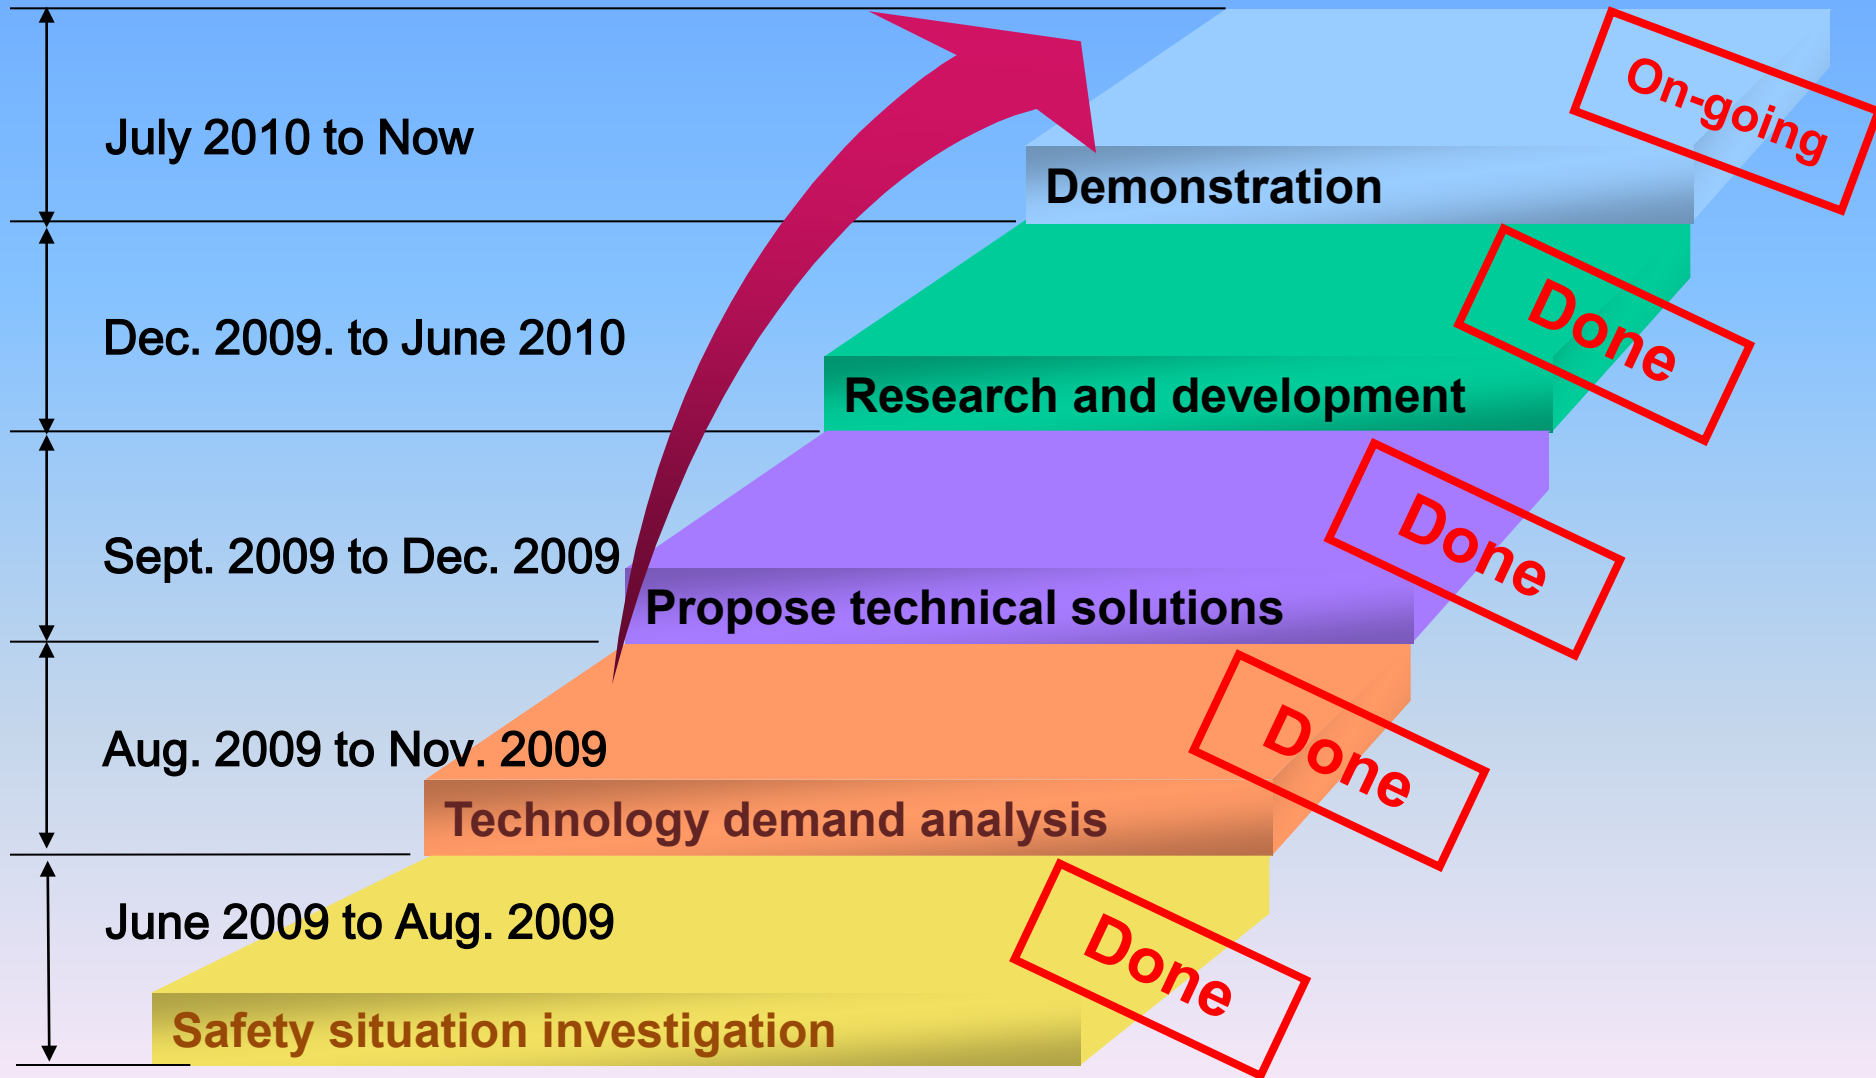 On-going
July 2010 to Now
Demonstration
Done
Dec. 2009. to June 2010
Research and development
Done
Sept. 2009 to Dec. 2009
Propose technical solutions
Done
Aug. 2009 to Nov. 2009
Technology demand analysis
Done
June 2009 to Aug. 2009
Safety situation investigation